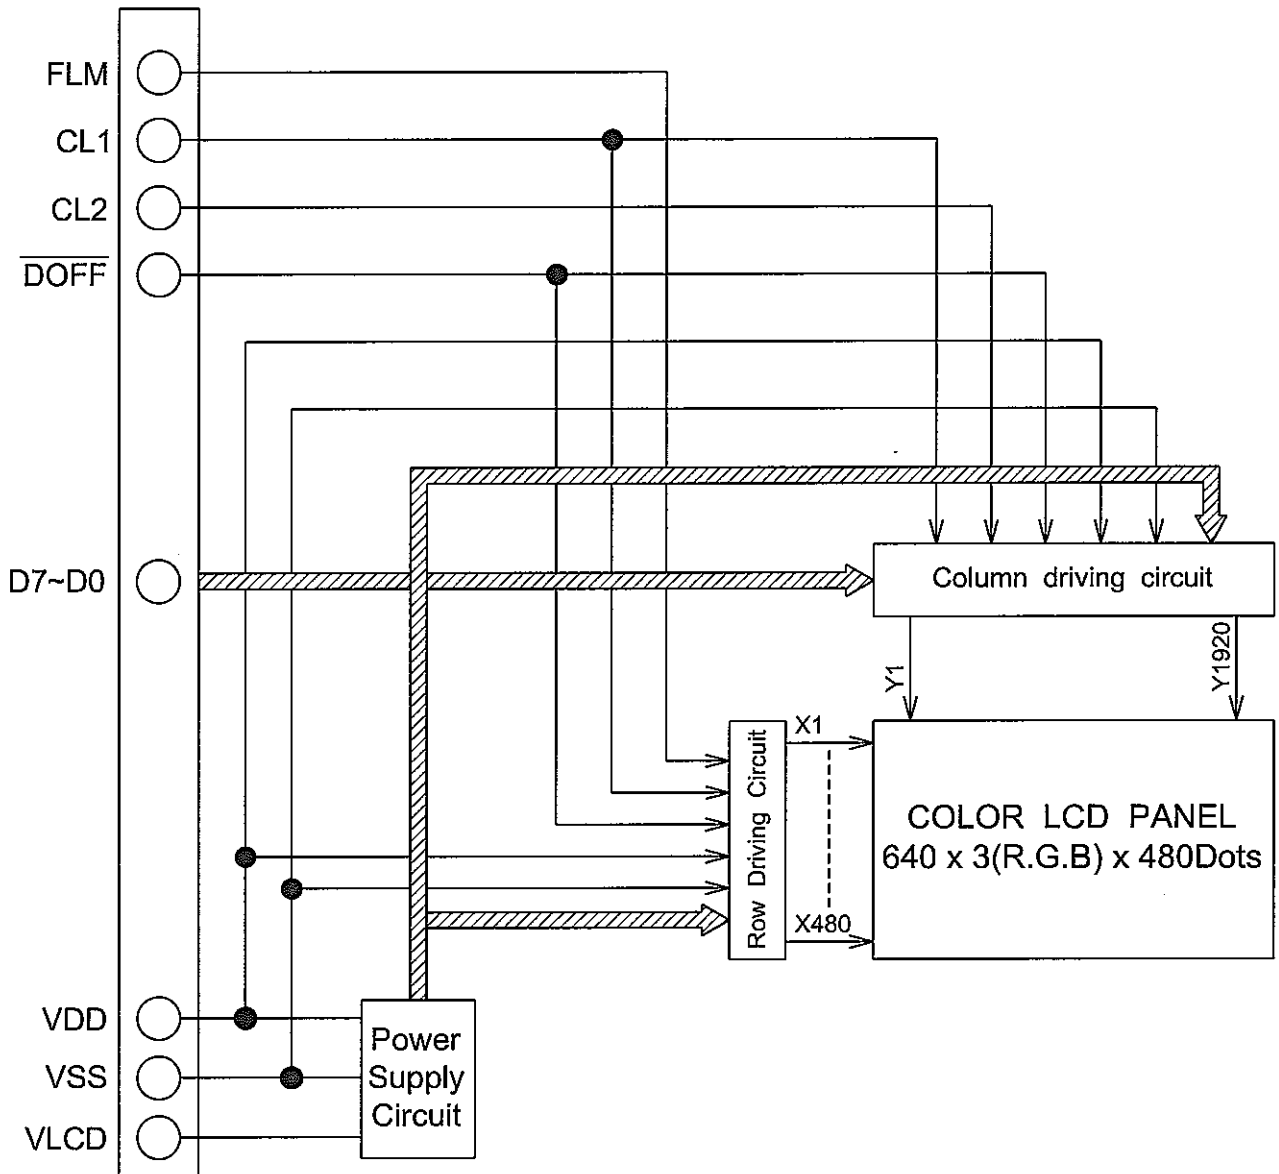 FLM
CL1
CL2
DOFF
D7~D0
Column driving circuit
Y1
Y1920
X1
Row Driving Circuit
COLOR LCD PANEL
640 x 3(R.G.B) x 480Dots
X480
VDD
VSS
VLCD
Power
Supply
Circuit